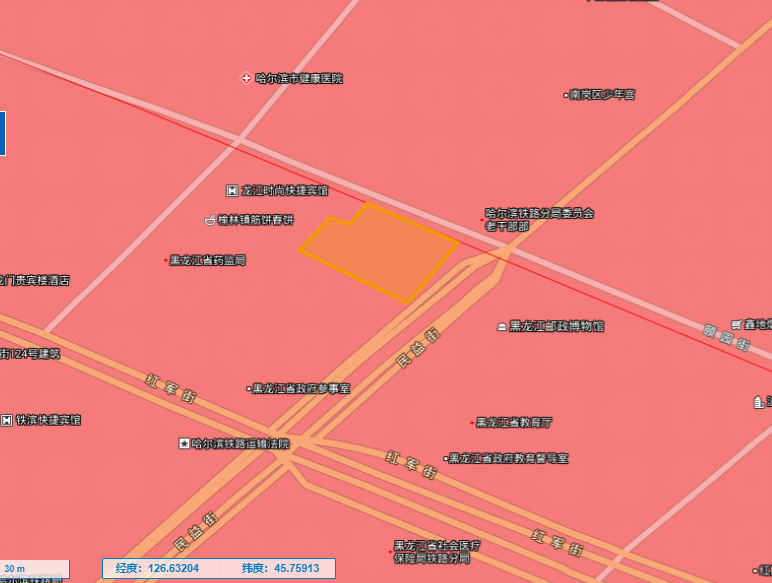 哈尔滨市健康医院
南岗区少年宫
龙江时尚快捷宾馆
榆林镇筋饼春饼
哈尔滨铁路分局委员会
老干部部
黑龙江省药监局
龙门贵宾楼酒店
黑龙江邮政博物馆
颐园街
民益街
街124号建筑
红军街
黑龙江省政府参事室
铁滨快捷宾馆
黑龙江省教育厅
哈尔滨铁路运输法院
红军街
黑龙江省政府教育督导室
民益街
红军街
黑龙江省社会医疗
保险局铁路分局
30 m
经度: 126.63204 纬度: 45.75913